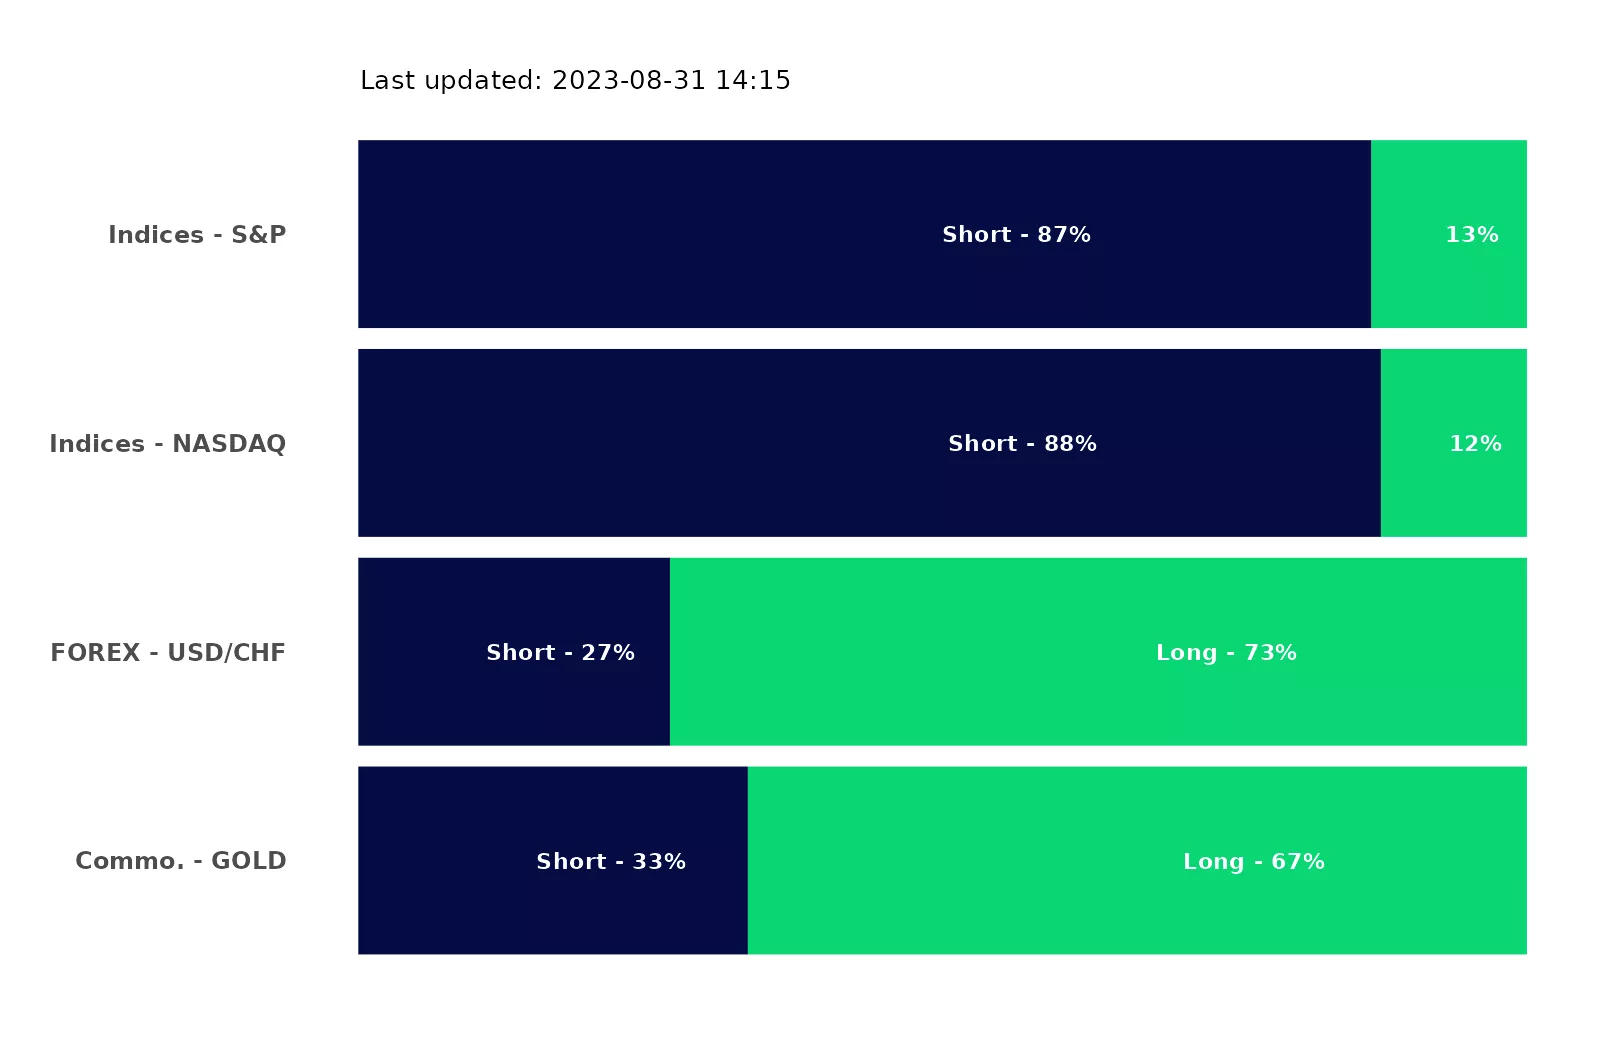 Last updated: 2023-08-31 14:15
Indices - S&P
Short - 87%
13%
Indices - NASDAQ
Short - 88%
12%
FOREX - USD/CHF
Short - 27%
Long - 73%
Commo. - GOLD
Short - 33%
Long - 67%